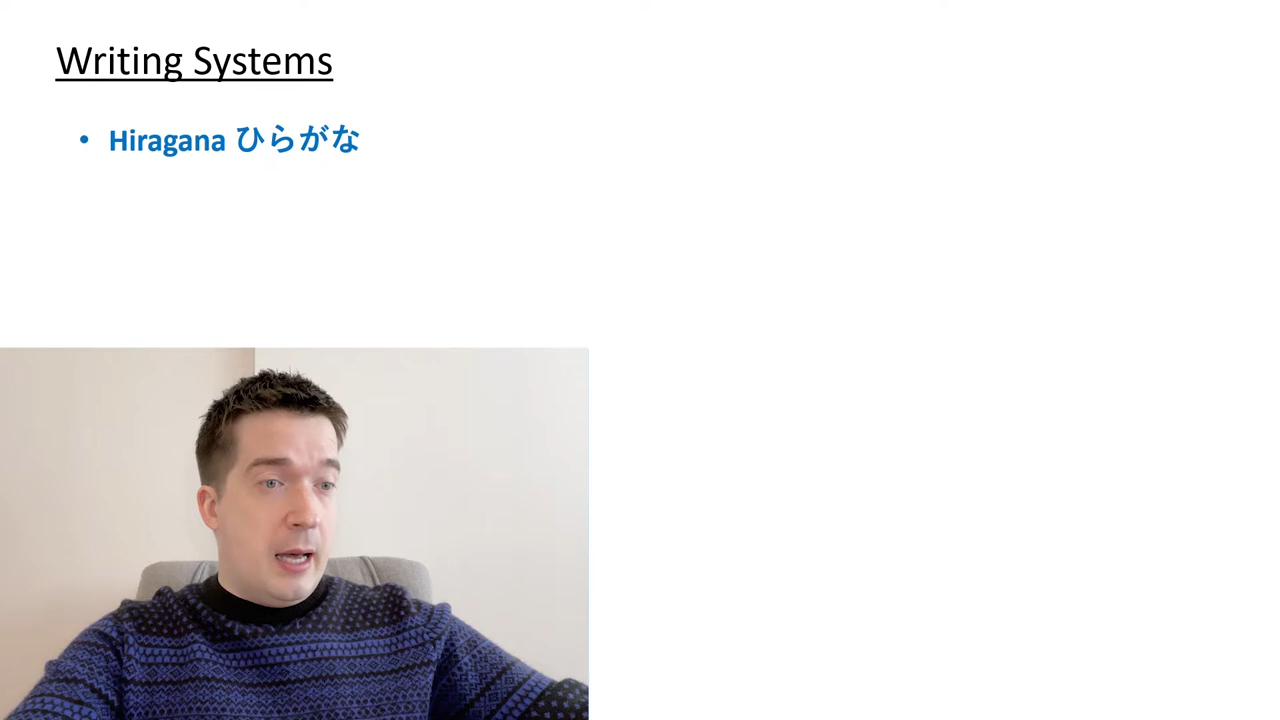 Writing Systems
• Hiragana ひらがな